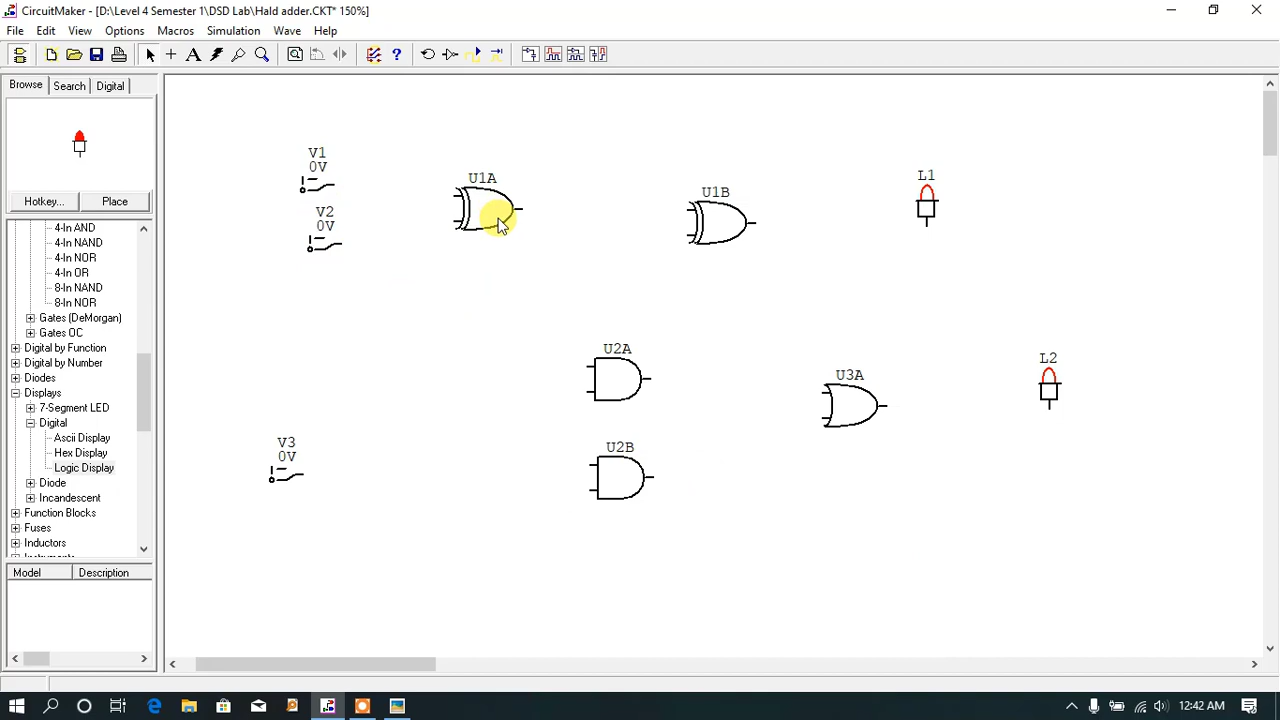 CircuitMaker - [D:\Level 4 Semester 1\DSD Lab\Hald adder.CKT* 150%]
File Edit View Options Macros Simulation Wave Help
Browse Search Digital
Hotkey... Place
4-In AND
4-In NAND
4-In NOR
4-In OR
8-In NAND
8-In NOR
Gates (DeMorgan)
Gates OC
Digital by Function
Digital by Number
Diodes
Displays
7-Segment LED
Digital
Ascii Display
Hex Display
Logic Display
Diode
Incandescent
Function Blocks
Fuses
Inductors
Model Description
V1
0V
V2
0V
U1A
U1B
L1
U2A
U3A
L2
V3
0V
U2B
12:42 AM